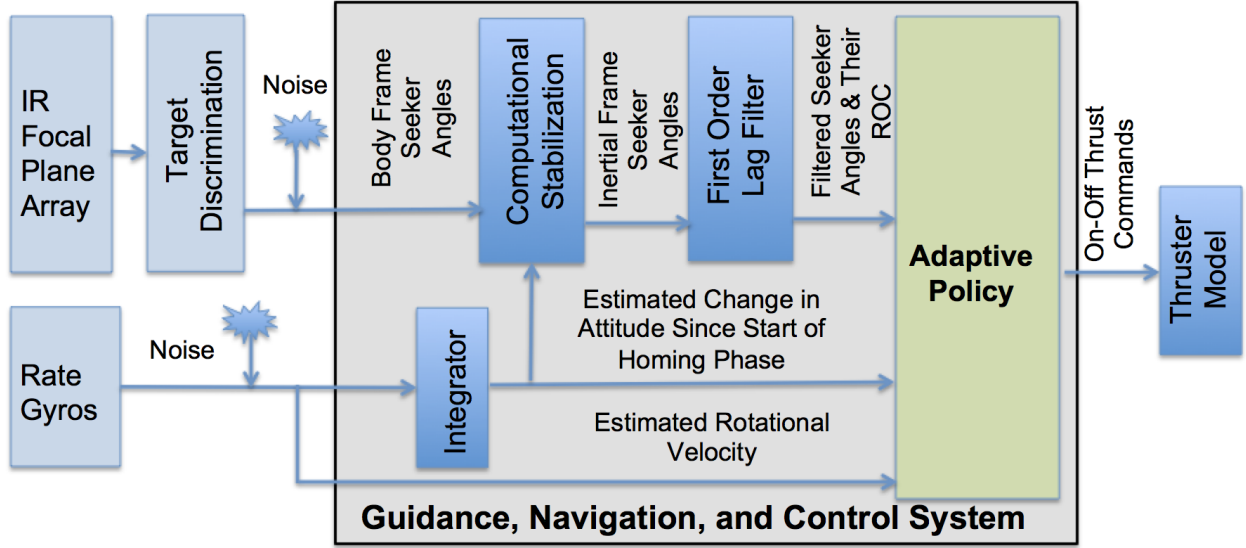 IR
Focal
Plane
Array
Target
Discrimination
Noise
Body Frame
Seeker
Angles
Computational
Stabilization
Inertial Frame
Seeker
Angles
First Order
Lag Filter
Filtered Seeker
Angles & Their
ROC
Adaptive
Policy
On-Off Thrust
Commands
Thruster
Model
Rate
Gyros
Noise
Integrator
Estimated Change in
Attitude Since Start of
Homing Phase
Estimated Rotational
Velocity
Guidance, Navigation, and Control System